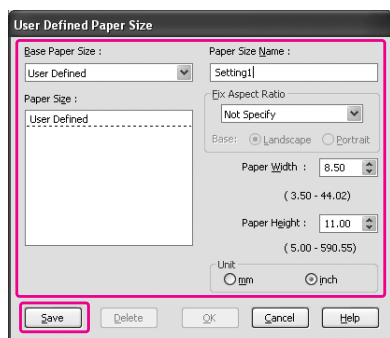 User Defined Paper Size
Base Paper Size :
User Defined
Paper Size :
User Defined
Paper Size Name :
Setting1
Fix Aspect Ratio
Not Specify
Base: Landscape Portrait
Paper Width : 8.50
( 3.50 - 44.02)
Paper Height : 11.00
( 5.00 - 590.55)
Unit
mm inch
Save Delete OK Cancel Help